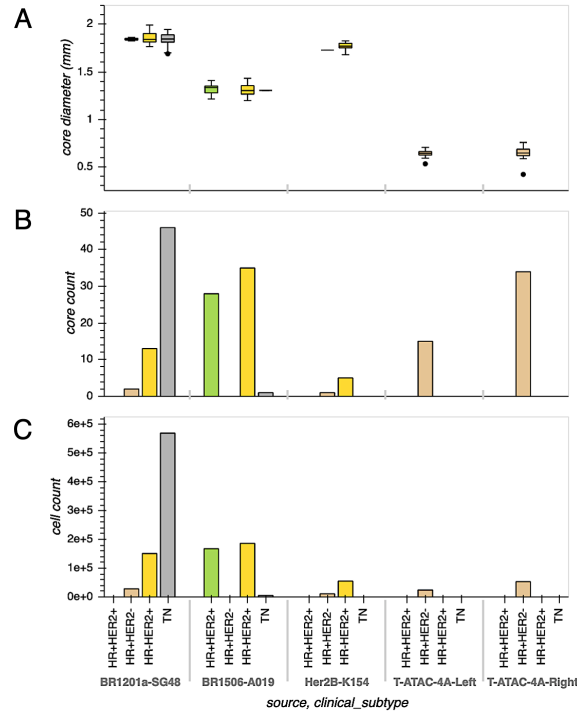 A
core diameter (mm)
2
1.5
1
0.5
B
core count
50
40
30
20
10
0
C
cell count
6e+5
5e+5
4e+5
3e+5
2e+5
1e+5
0e+0
HR+HER2+ HR+HER2- HR-HER2+ TN HR+HER2+ HR+HER2- HR-HER2+ TN HR+HER2+ HR+HER2- HR-HER2+ TN HR+HER2+ HR+HER2- HR-HER2+ TN HR+HER2+ HR+HER2- HR-HER2+ TN
BR1201a-SG48 BR1506-A019 Her2B-K154 T-ATAC-4A-Left T-ATAC-4A-Right
source, clinical_subtype